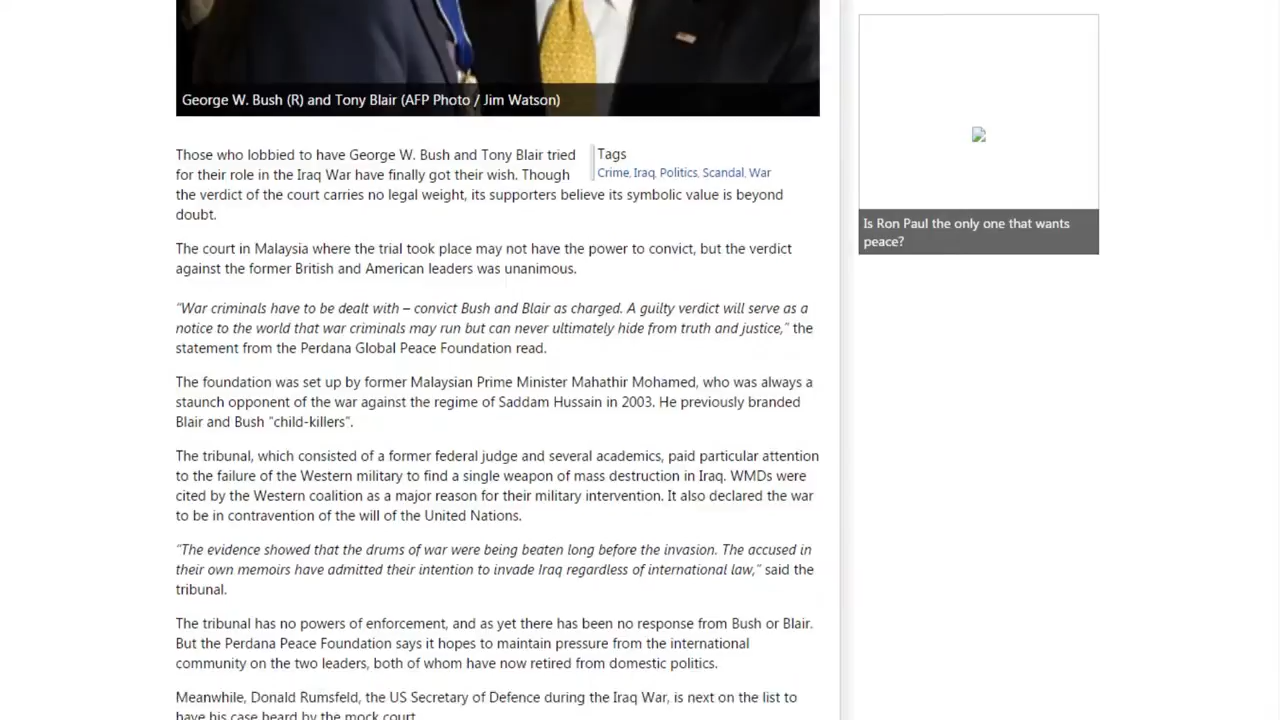 George W. Bush (R) and Tony Blair (AFP Photo / Jim Watson)
Those who lobbied to have George W. Bush and Tony Blair tried
for their role in the Iraq War have finally got their wish. Though
the verdict of the court carries no legal weight, its supporters believe its symbolic value is beyond
doubt.
Tags
Crime, Iraq, Politics, Scandal, War
The court in Malaysia where the trial took place may not have the power to convict, but the verdict
against the former British and American leaders was unanimous.
“War criminals have to be dealt with – convict Bush and Blair as charged. A guilty verdict will serve as a
notice to the world that war criminals may run but can never ultimately hide from truth and justice,” the
statement from the Perdana Global Peace Foundation read.
The foundation was set up by former Malaysian Prime Minister Mahathir Mohamed, who was always a
staunch opponent of the war against the regime of Saddam Hussain in 2003. He previously branded
Blair and Bush “child-killers”.
The tribunal, which consisted of a former federal judge and several academics, paid particular attention
to the failure of the Western military to find a single weapon of mass destruction in Iraq. WMDs were
cited by the Western coalition as a major reason for their military intervention. It also declared the war
to be in contravention of the will of the United Nations.
“The evidence showed that the drums of war were being beaten long before the invasion. The accused in
their own memoirs have admitted their intention to invade Iraq regardless of international law,” said the
tribunal.
The tribunal has no powers of enforcement, and as yet there has been no response from Bush or Blair.
But the Perdana Peace Foundation says it hopes to maintain pressure from the international
community on the two leaders, both of whom have now retired from domestic politics.
Meanwhile, Donald Rumsfeld, the US Secretary of Defence during the Iraq War, is next on the list to
have his case heard by the mock court.
Is Ron Paul the only one that wants
peace?